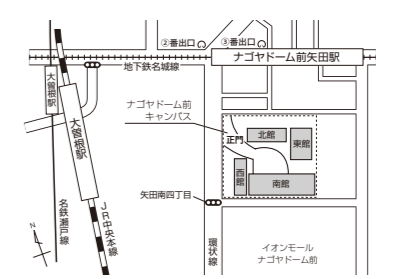 ②番出口
③番出口
ナゴヤドーム前矢田駅
地下鉄名城線
大曽根駅
ナゴヤドーム前
キャンパス
正門
北館
東館
西館
南館
大曽根駅
矢田南四丁目
名鉄瀬戸線
JR中央本線
環状線
イオンモール
ナゴヤドーム前
N